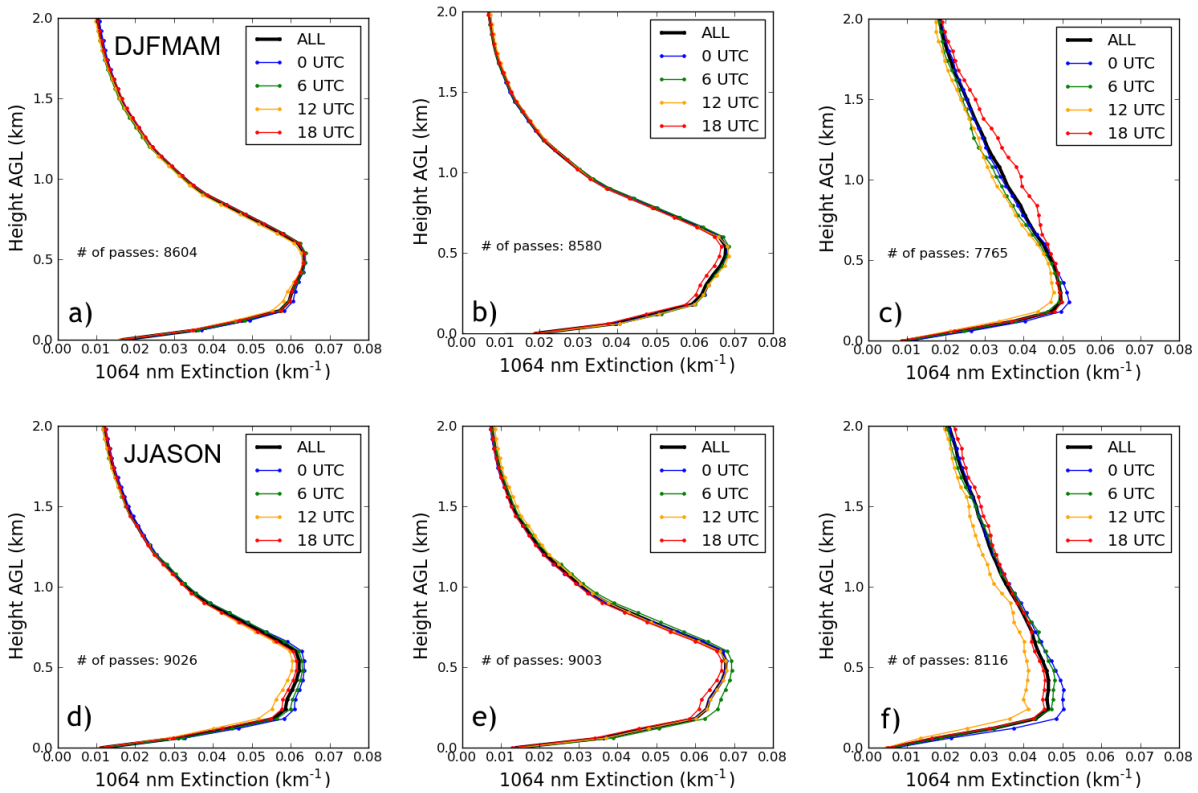 DJFMAM
ALL
0 UTC
6 UTC
12 UTC
18 UTC
# of passes: 8604
a)
Height AGL (km)
2.0
1.5
1.0
0.5
0.0
0.00 0.01 0.02 0.03 0.04 0.05 0.06 0.07 0.08
1064 nm Extinction (km⁻¹)
ALL
0 UTC
6 UTC
12 UTC
18 UTC
# of passes: 8580
b)
Height AGL (km)
2.0
1.5
1.0
0.5
0.0
0.00 0.01 0.02 0.03 0.04 0.05 0.06 0.07 0.08
1064 nm Extinction (km⁻¹)
ALL
0 UTC
6 UTC
12 UTC
18 UTC
# of passes: 7765
c)
Height AGL (km)
2.0
1.5
1.0
0.5
0.0
0.00 0.01 0.02 0.03 0.04 0.05 0.06 0.07 0.08
1064 nm Extinction (km⁻¹)
JJASON
ALL
0 UTC
6 UTC
12 UTC
18 UTC
# of passes: 9026
d)
Height AGL (km)
2.0
1.5
1.0
0.5
0.0
0.00 0.01 0.02 0.03 0.04 0.05 0.06 0.07 0.08
1064 nm Extinction (km⁻¹)
ALL
0 UTC
6 UTC
12 UTC
18 UTC
# of passes: 9003
e)
Height AGL (km)
2.0
1.5
1.0
0.5
0.0
0.00 0.01 0.02 0.03 0.04 0.05 0.06 0.07 0.08
1064 nm Extinction (km⁻¹)
ALL
0 UTC
6 UTC
12 UTC
18 UTC
# of passes: 8116
f)
Height AGL (km)
2.0
1.5
1.0
0.5
0.0
0.00 0.01 0.02 0.03 0.04 0.05 0.06 0.07 0.08
1064 nm Extinction (km⁻¹)